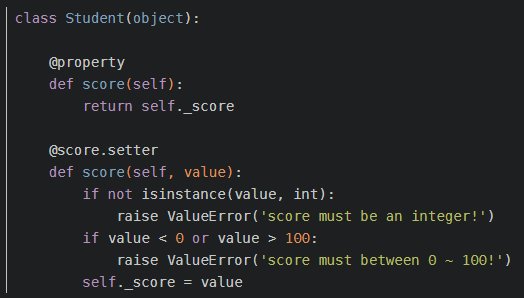 class Student(object):
@property
def score(self):
return self._score
@score.setter
def score(self, value):
if not isinstance(value, int):
raise ValueError('score must be an integer!')
if value < 0 or value > 100:
raise ValueError('score must between 0 ~ 100!')
self._score = value